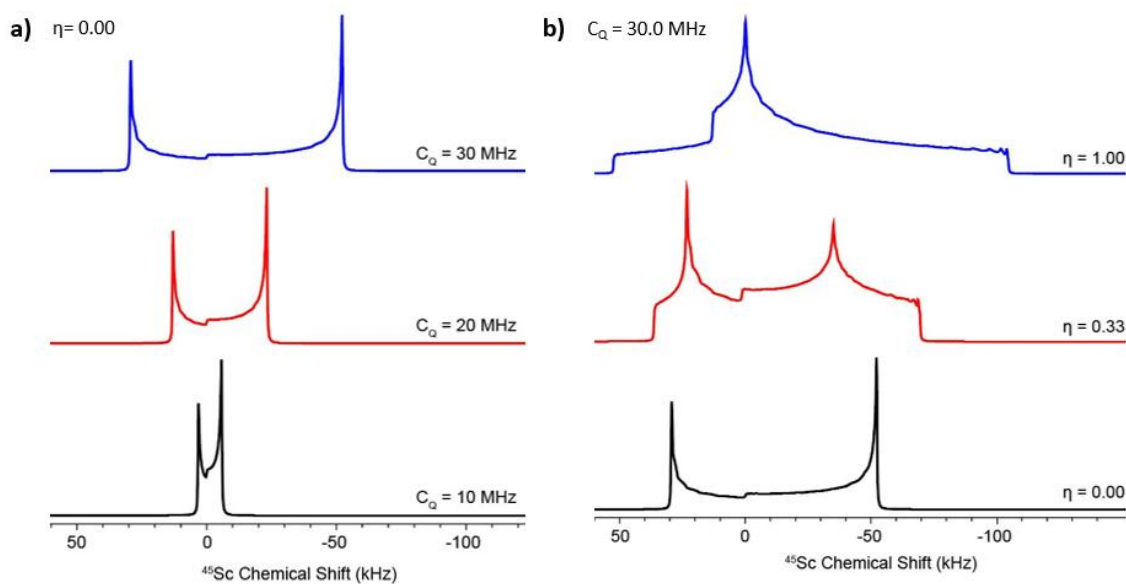 a) η= 0.00
C_Q = 30 MHz
C_Q = 20 MHz
C_Q = 10 MHz
50 0 -50 -100
⁴⁵Sc Chemical Shift (kHz)
b) C_Q = 30.0 MHz
η = 1.00
η = 0.33
η = 0.00
50 0 -50 -100
⁴⁵Sc Chemical Shift (kHz)